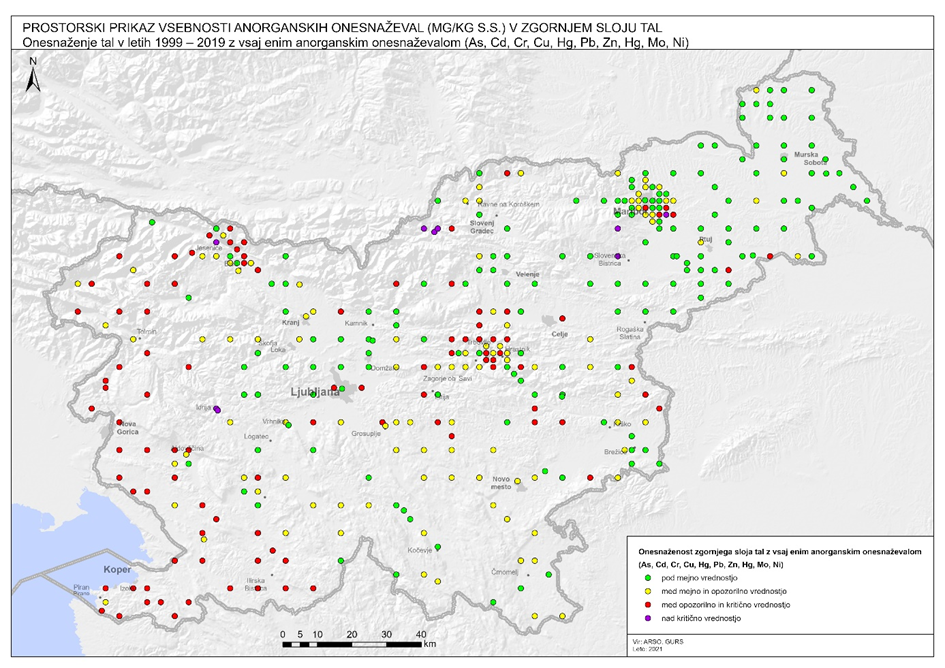 PROSTORSKI PRIKAZ VSEBNOSTI ANORGANSKIH ONESNAŽEVAL (MG/KG S.S.) V ZGORNJEM SLOJU TAL
Onesnaženje tal v letih 1999 – 2019 z vsaj enim anorganskim onesnaževalom (As, Cd, Cr, Cu, Hg, Pb, Zn, Hg, Mo, Ni)
N
Murska
Sobota
Ravne na Koroškem
Slovenj
Gradec
Ptuj
Jesenice
Slovenska
Bistrica
Velenje
Kranj
Kamnik
Celje
Rogaška
Slatina
Tolmin
Škofja
Loka
Domžale
Zagorje ob Savi
Ljubljana
Idrija
Vrhnika
Nova
Gorica
Logatec
Grosuplje
Krško
Brežice
Novo
mesto
Kočevje
Črnomelj
Koper
Ilirska
Bistrica
Piran
Izola
0 5 10 20 30 40
km
Onesnaženost zgornjega sloja tal z vsaj enim anorganskim onesnaževalom
(As, Cd, Cr, Cu, Hg, Pb, Zn, Hg, Mo, Ni)
pod mejno vrednostjo
med mejno in opozorilno vrednostjo
med opozorilno in kritično vrednostjo
nad kritično vrednostjo
Vir: ARSO, GURS
Leto: 2021